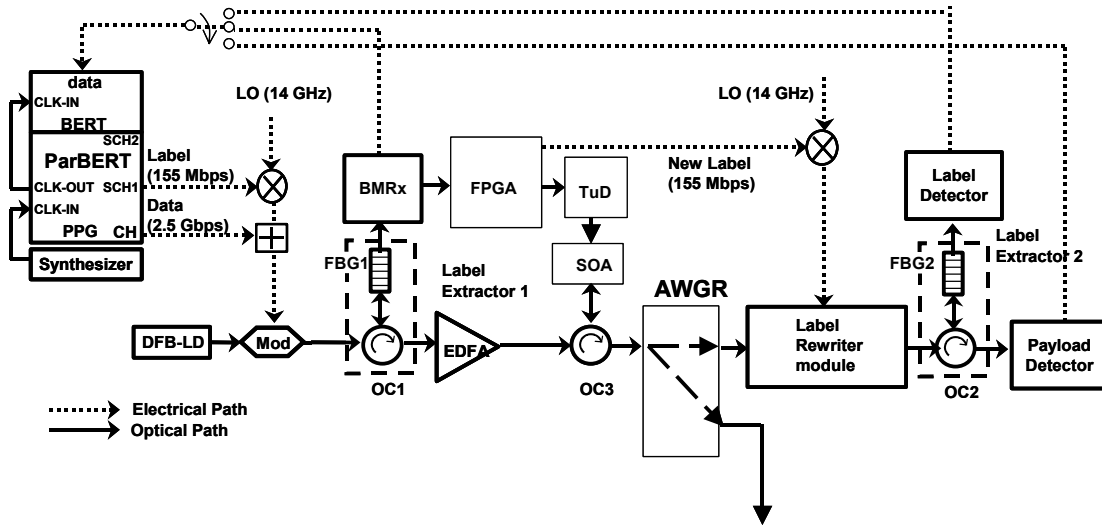 data
CLK-IN
BERT
SCH2
ParBERT
CLK-OUT
SCH1
CLK-IN
PPG
CH
Synthesizer
LO (14 GHz)
Label
(155 Mbps)
Data
(2.5 Gbps)
BMRx
FPGA
TuD
SOA
New Label
(155 Mbps)
LO (14 GHz)
Label
Detector
FBG1
Label
Extractor 1
FBG2
Label
Extractor 2
AWGR
DFB-LD
Mod
EDFA
OC1
OC3
Label
Rewriter
module
OC2
Payload
Detector
Electrical Path
Optical Path